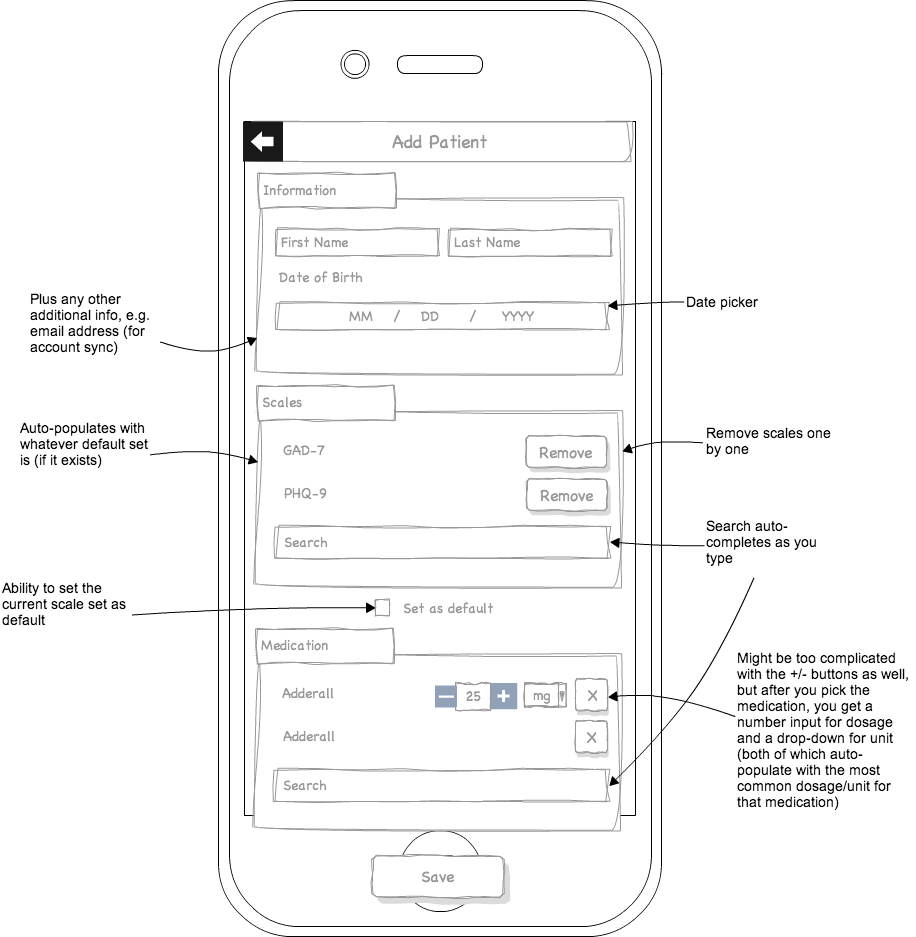 Add Patient
Information
First Name
Last Name
Date of Birth
MM / DD / YYYY
Plus any other
additional info, e.g.
email address (for
account sync)
Date picker
Scales
GAD-7
Remove
PHQ-9
Remove
Search
Auto-populates with
whatever default set
is (if it exists)
Remove scales one
by one
Search auto-
completes as you
type
Ability to set the
current scale set as
default
Set as default
Medication
Adderall
25
mg
X
Adderall
X
Search
Might be too complicated
with the +/- buttons as well,
but after you pick the
medication, you get a
number input for dosage
and a drop-down for unit
(both of which auto-
populate with the most
common dosage/unit for
that medication)
Save